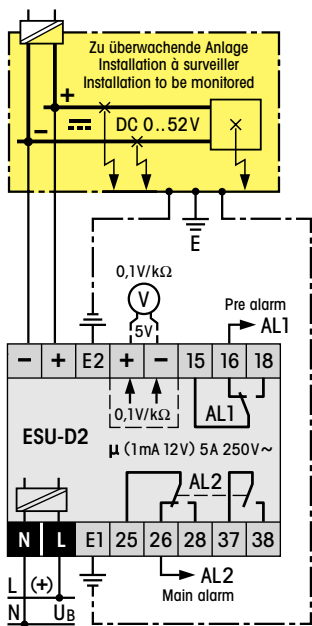 Zu überwachende Anlage
Installation à surveiller
Installation to be monitored
+
−
DC 0..52V
E
0,1V/kΩ
V
5V
Pre alarm
AL1
− + E2 + − 15 16 18
0,1V/kΩ
AL1
ESU-D2
µ (1mA 12V) 5A 250V~
AL2
N L E1 25 26 28 37 38
L (+)
N UB
AL2
Main alarm